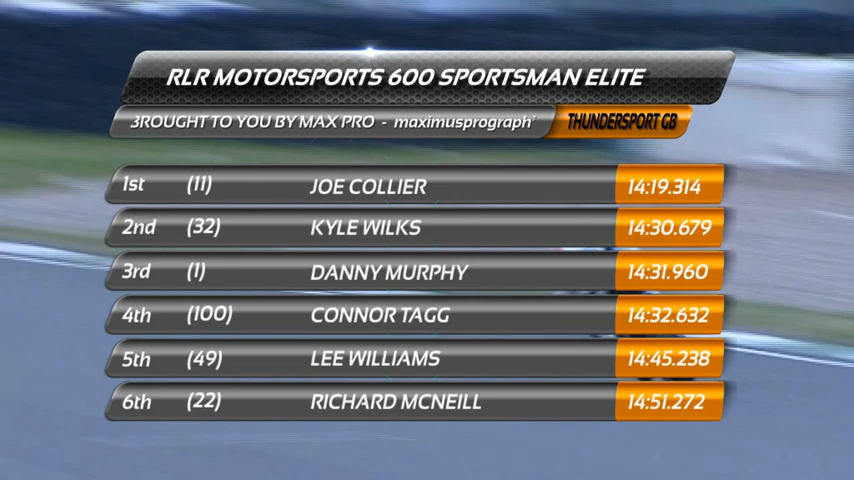 RLR MOTORSPORTS 600 SPORTSMAN ELITE
BROUGHT TO YOU BY MAX PRO - maximusprograph
THUNDERSPORT GB
1st (11) JOE COLLIER 14:19.314
2nd (32) KYLE WILKS 14:30.679
3rd (1) DANNY MURPHY 14:31.960
4th (100) CONNOR TAGG 14:32.632
5th (49) LEE WILLIAMS 14:45.238
6th (22) RICHARD MCNEILL 14:51.272